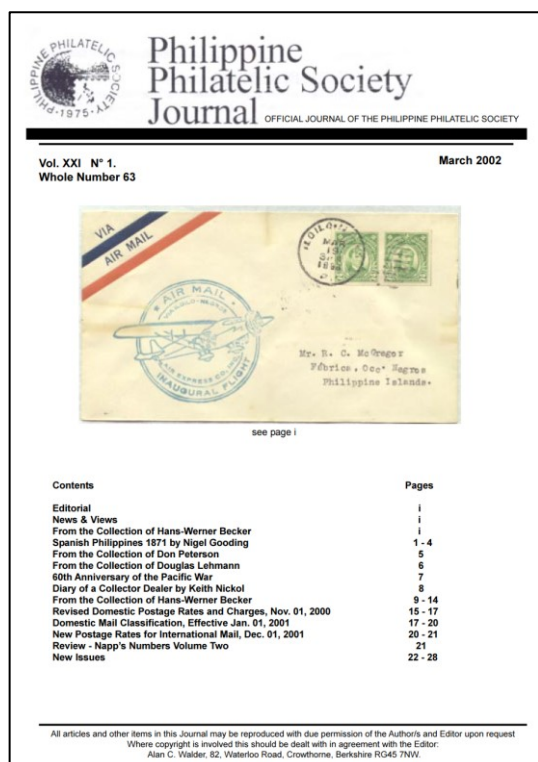 PHILIPPINE PHILATELIC SOCIETY
·1975·
Philippine
Philatelic Society
Journal OFFICIAL JOURNAL OF THE PHILIPPINE PHILATELIC SOCIETY
Vol. XXI N° 1. March 2002
Whole Number 63
VIA
AIR MAIL
MAR
19
AIR MAIL
INAUGURAL FLIGHT
Mr. R. C. McGregor
Fabrica, Occ' Negros
Philippine Islands.
see page i
Contents Pages
Editorial i
News & Views i
From the Collection of Hans-Werner Becker i
Spanish Philippines 1871 by Nigel Gooding 1 - 4
From the Collection of Don Peterson 5
From the Collection of Douglas Lehmann 6
60th Anniversary of the Pacific War 7
Diary of a Collector Dealer by Keith Nickol 8
From the Collection of Hans-Werner Becker 9 - 14
Revised Domestic Postage Rates and Charges, Nov. 01, 2000 15 - 17
Domestic Mail Classification, Effective Jan. 01, 2001 17 - 20
New Postage Rates for International Mail, Dec. 01, 2001 20 - 21
Review - Napp's Numbers Volume Two 21
New Issues 22 - 28
All articles and other items in this Journal may be reproduced with due permission of the Author/s and Editor upon request
Where copyright is involved this should be dealt with in agreement with the Editor:
Alan C. Walder, 82, Waterloo Road, Crowthorne, Berkshire RG45 7NW.